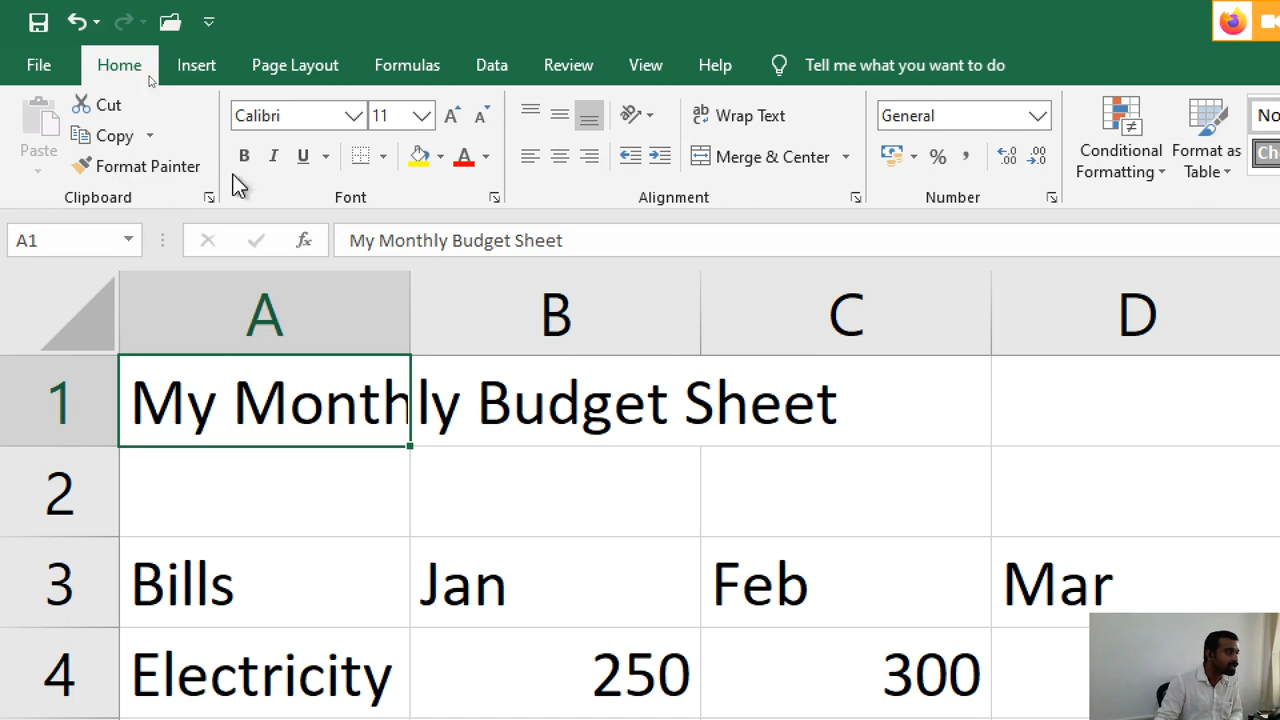 File Home Insert Page Layout Formulas Data Review View Help Tell me what you want to do
Paste
Cut
Copy
Format Painter
Clipboard
Calibri 11
B I U A
Font
ab Wrap Text
Merge & Center
Alignment
General
% ,
Number
Conditional
Formatting
Format as
Table
No
Ch
A1 fx My Monthly Budget Sheet
A B C D
1 My Monthly Budget Sheet
2
3 Bills Jan Feb Mar
4 Electricity 250 300